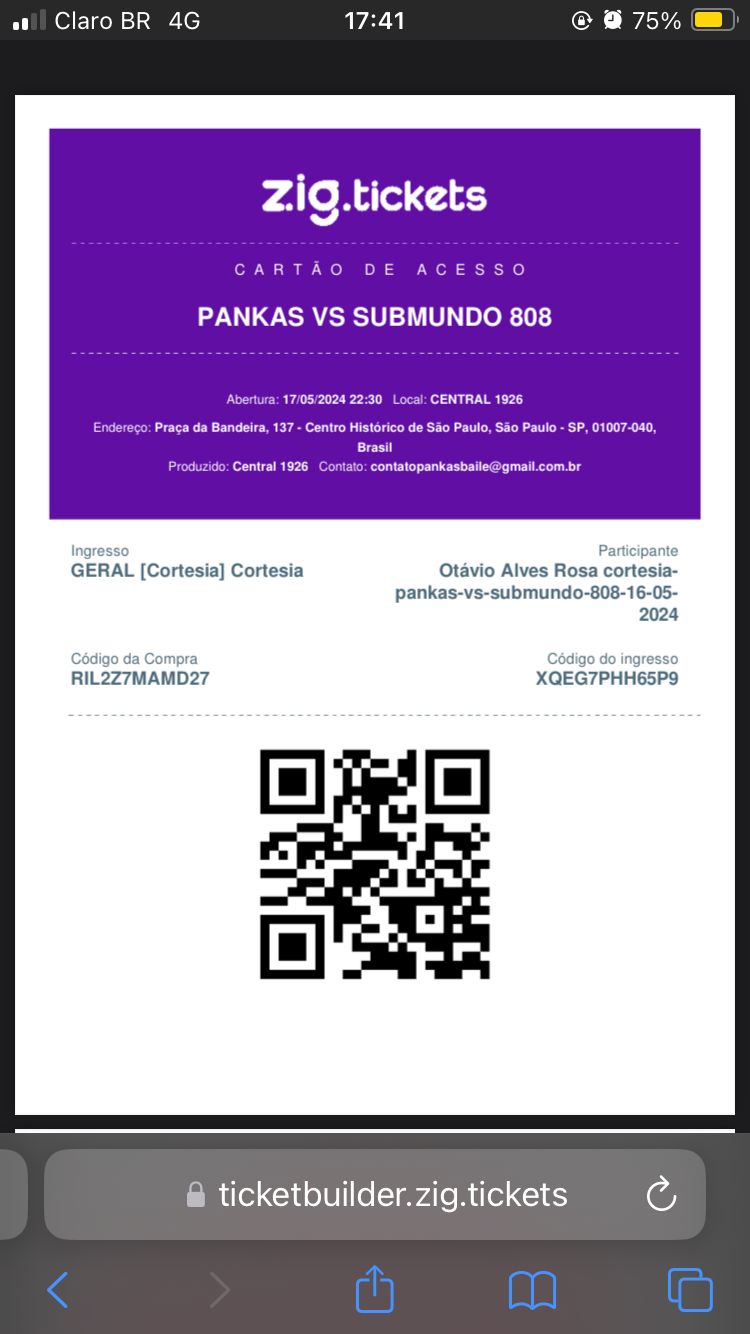 Claro BR 4G 17:41 75%
zig.tickets
CARTÃO DE ACESSO
PANKAS VS SUBMUNDO 808
Abertura: 17/05/2024 22:30 Local: CENTRAL 1926
Endereço: Praça da Bandeira, 137 - Centro Histórico de São Paulo, São Paulo - SP, 01007-040,
Brasil
Produzido: Central 1926 Contato: contatopankasbaile@gmail.com.br
Ingresso
GERAL [Cortesia] Cortesia
Participante
Otávio Alves Rosa cortesia-
pankas-vs-submundo-808-16-05-
2024
Código da Compra
RIL2Z7MAMD27
Código do ingresso
XQEG7PHH65P9
ticketbuilder.zig.tickets